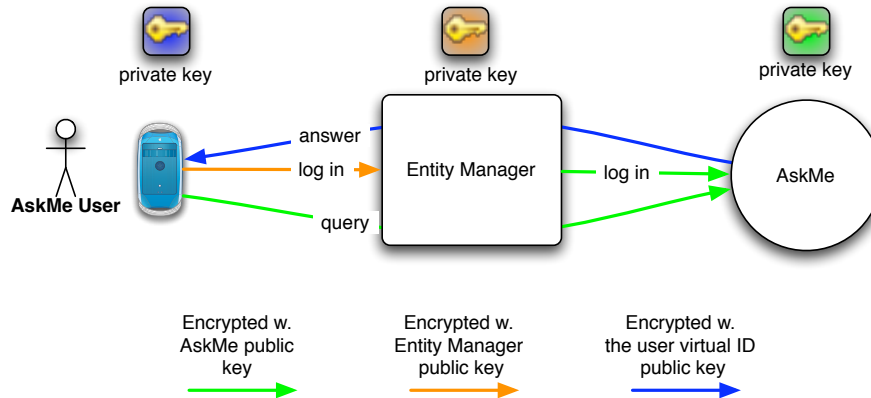 private key
private key
private key
answer
log in
Entity Manager
log in
AskMe
AskMe User
query
Encrypted w.
AskMe public
key
Encrypted w.
Entity Manager
public key
Encrypted w.
the user virtual ID
public key